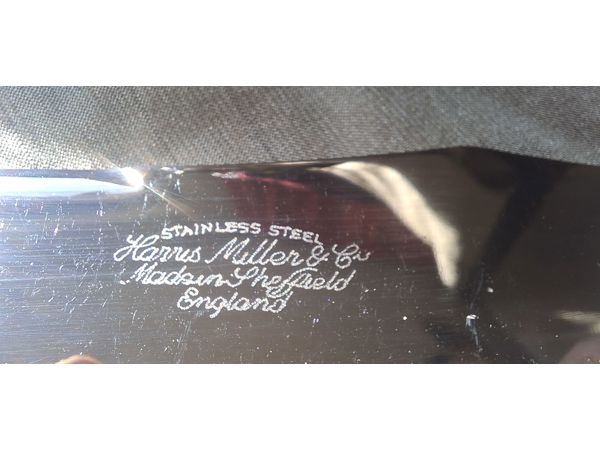 STAINLESS STEEL
Harris Miller & Co
Made in Sheffield
England